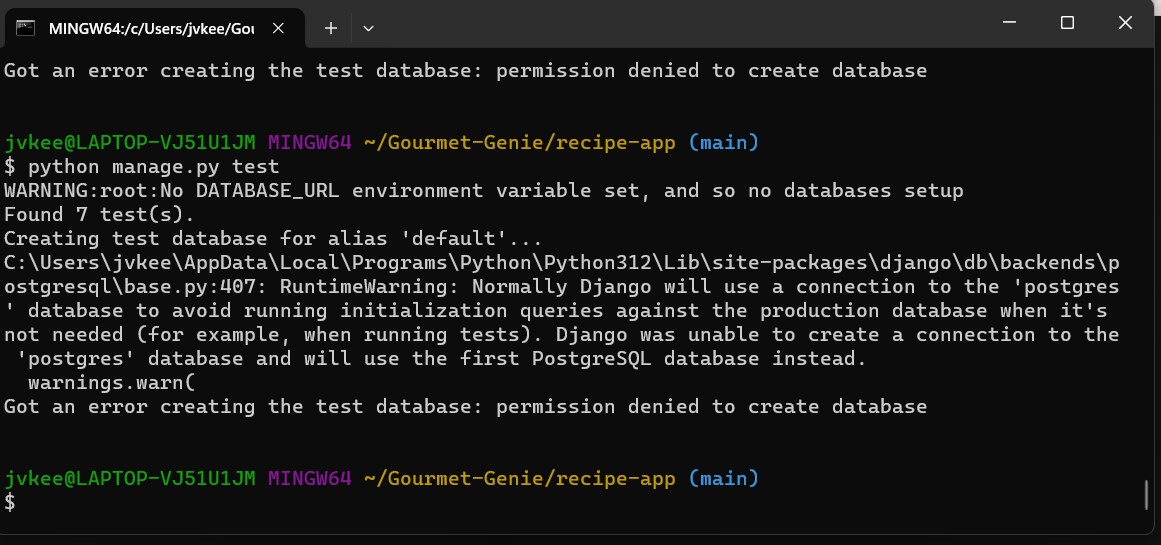 MINGW64:/c/Users/jvkee/Gou
Got an error creating the test database: permission denied to create database
jvkee@LAPTOP-VJ51U1JM MINGW64 ~/Gourmet-Genie/recipe-app (main)
$ python manage.py test
WARNING:root:No DATABASE_URL environment variable set, and so no databases setup
Found 7 test(s).
Creating test database for alias 'default'...
C:\Users\jvkee\AppData\Local\Programs\Python\Python312\Lib\site-packages\django\db\backends\p
ostgresql\base.py:407: RuntimeWarning: Normally Django will use a connection to the 'postgres
' database to avoid running initialization queries against the production database when it's
not needed (for example, when running tests). Django was unable to create a connection to the
 'postgres' database and will use the first PostgreSQL database instead.
  warnings.warn(
Got an error creating the test database: permission denied to create database
jvkee@LAPTOP-VJ51U1JM MINGW64 ~/Gourmet-Genie/recipe-app (main)
$